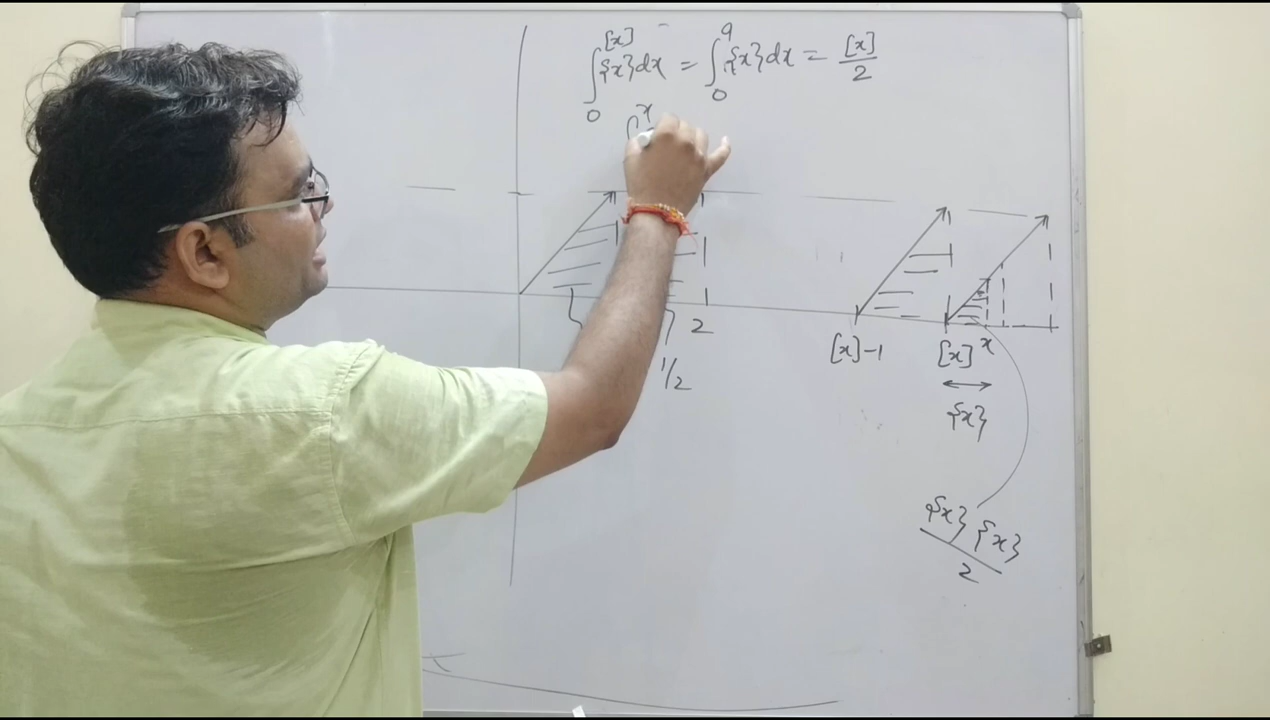 ∫₀^[x] {x}dx = ∫₀^9 {x}dx = [x]/2
∫^x
2
1/2
[x]-1
[x] x
{x}
{x}{x}/2